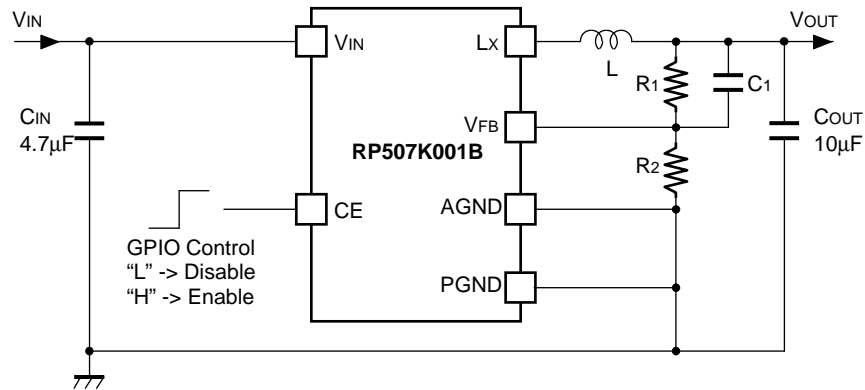 VIN
VIN
LX
VOUT
L
R1
C1
CIN
4.7µF
VFB
COUT
10µF
RP507K001B
R2
CE
AGND
GPIO Control
“L” -> Disable
“H” -> Enable
PGND